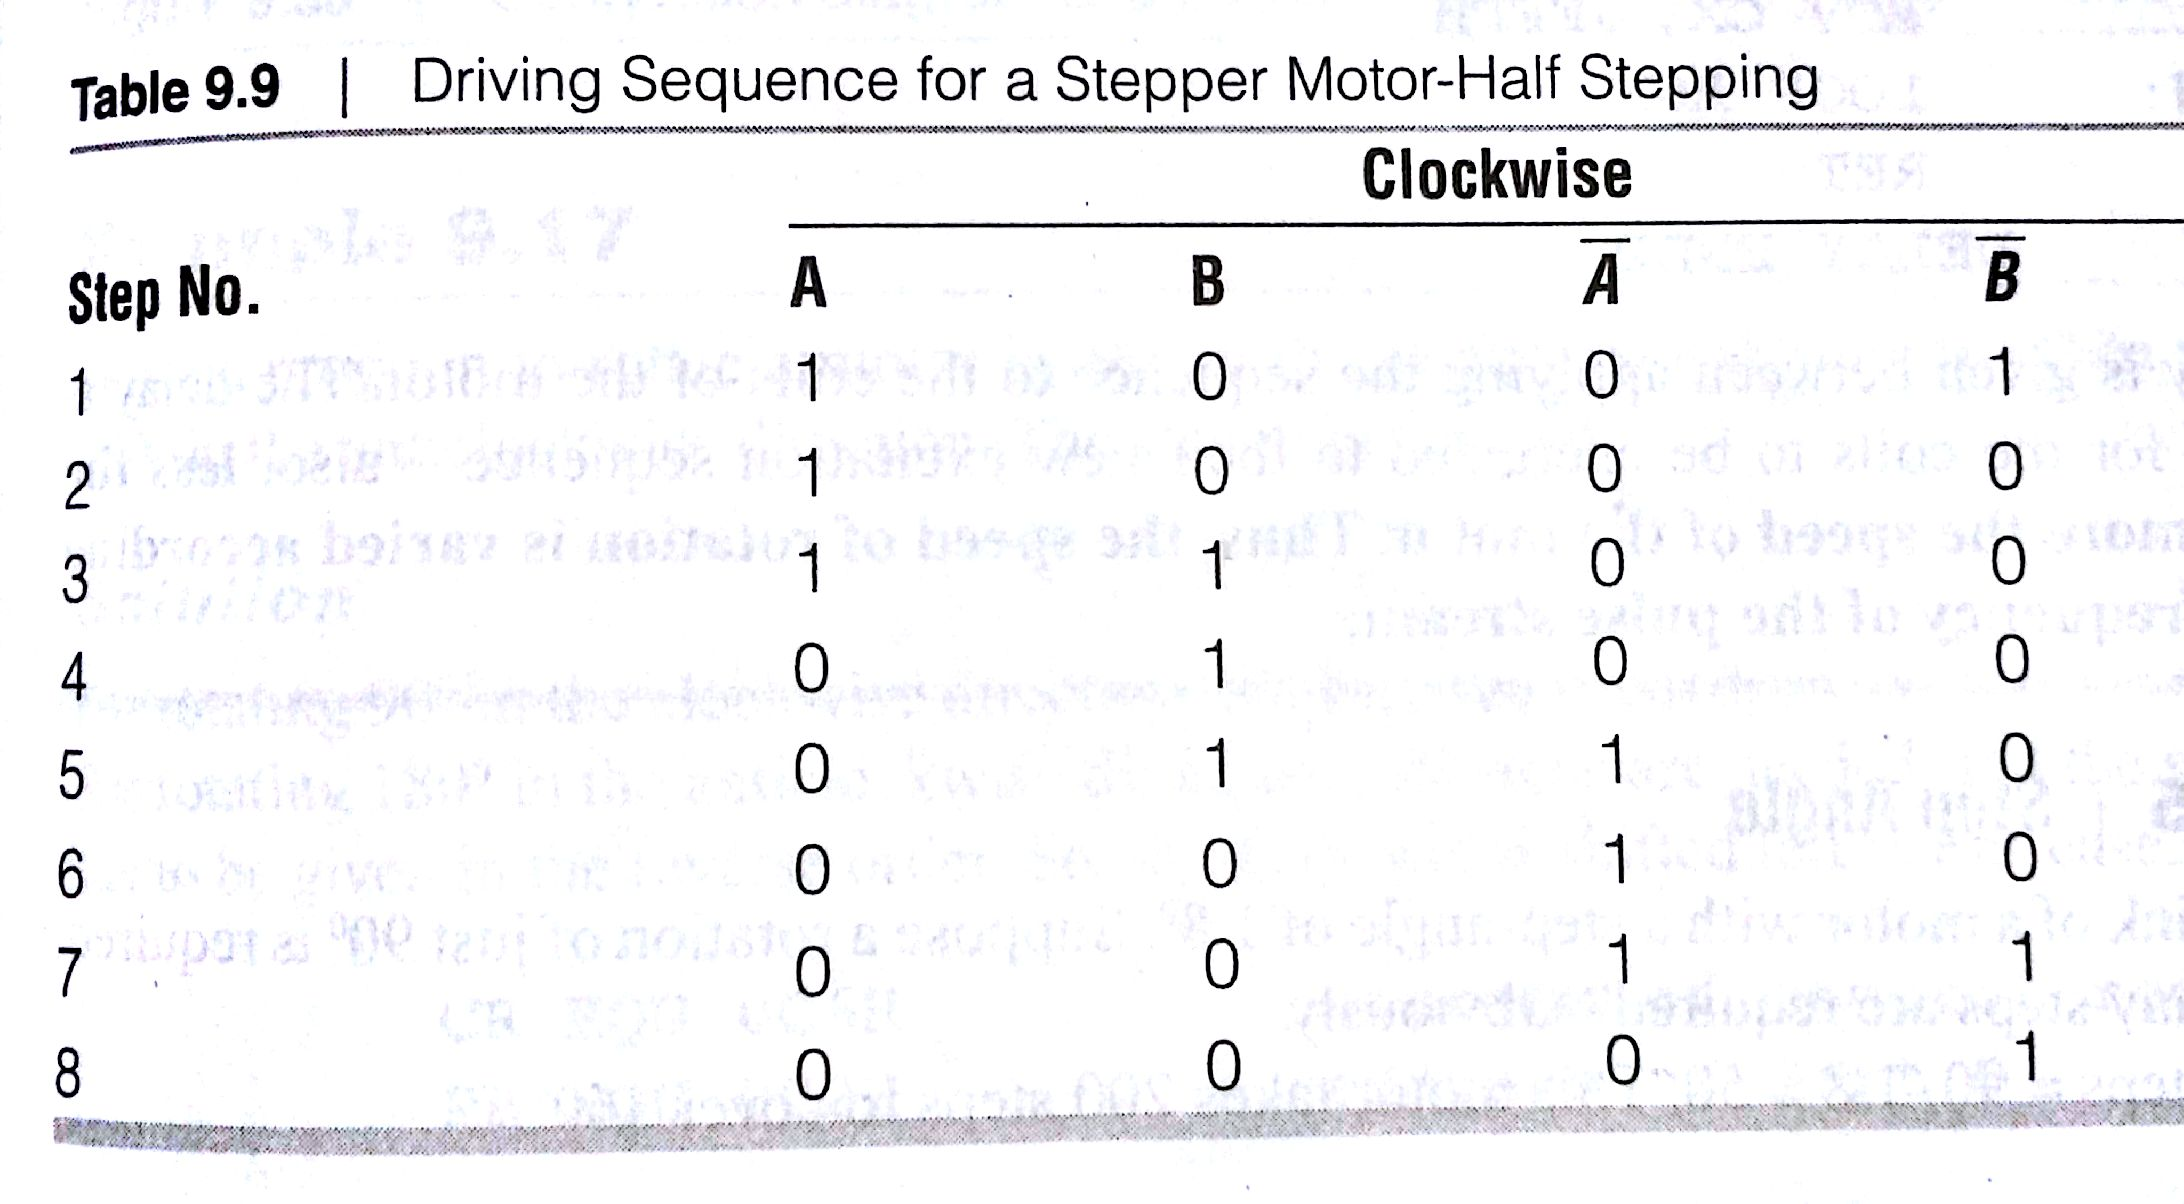 Table 9.9 | Driving Sequence for a Stepper Motor-Half Stepping
Clockwise
Step No. A B A̅ B̅
1 1 0 0 1
2 1 0 0 0
3 1 1 0 0
4 0 1 0 0
5 0 1 1 0
6 0 0 1 0
7 0 0 1 1
8 0 0 0 1